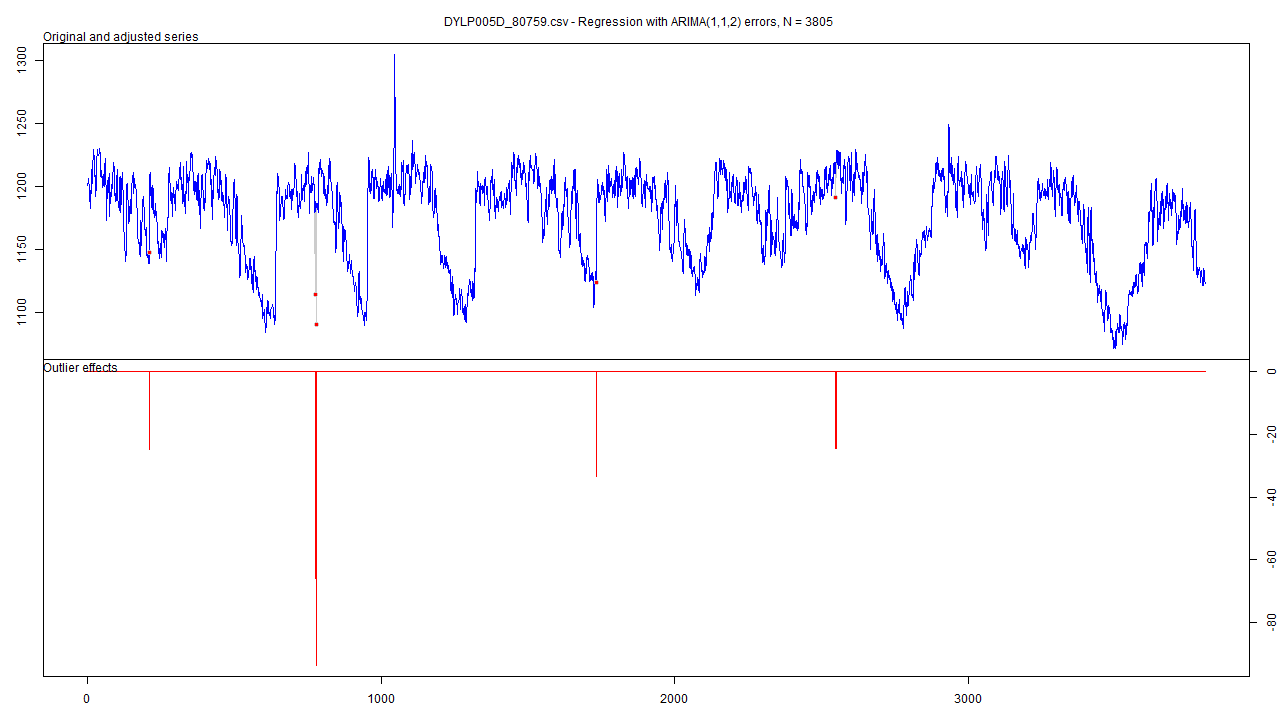 DYLP005D_80759.csv - Regression with ARIMA(1,1,2) errors, N = 3805
Original and adjusted series
1300
1250
1200
1150
1100
Outlier effects
0
-20
-40
-60
-80
0 1000 2000 3000